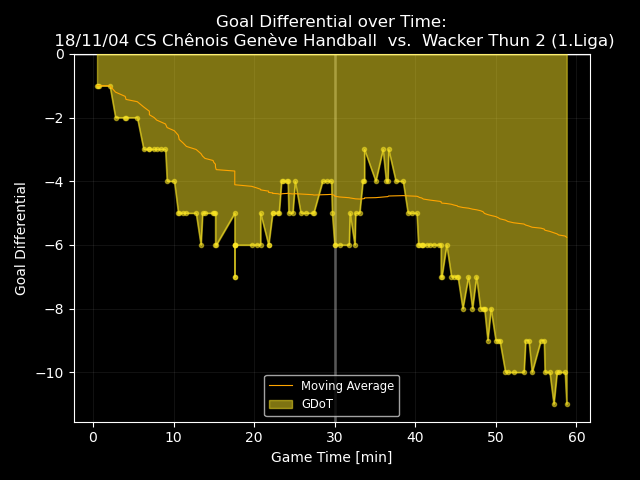 Goal Differential over Time:
18/11/04 CS Chênois Genève Handball  vs.  Wacker Thun 2 (1.Liga)
Goal Differential
0
−2
−4
−6
−8
−10
Moving Average
GDoT
0 10 20 30 40 50 60
Game Time [min]